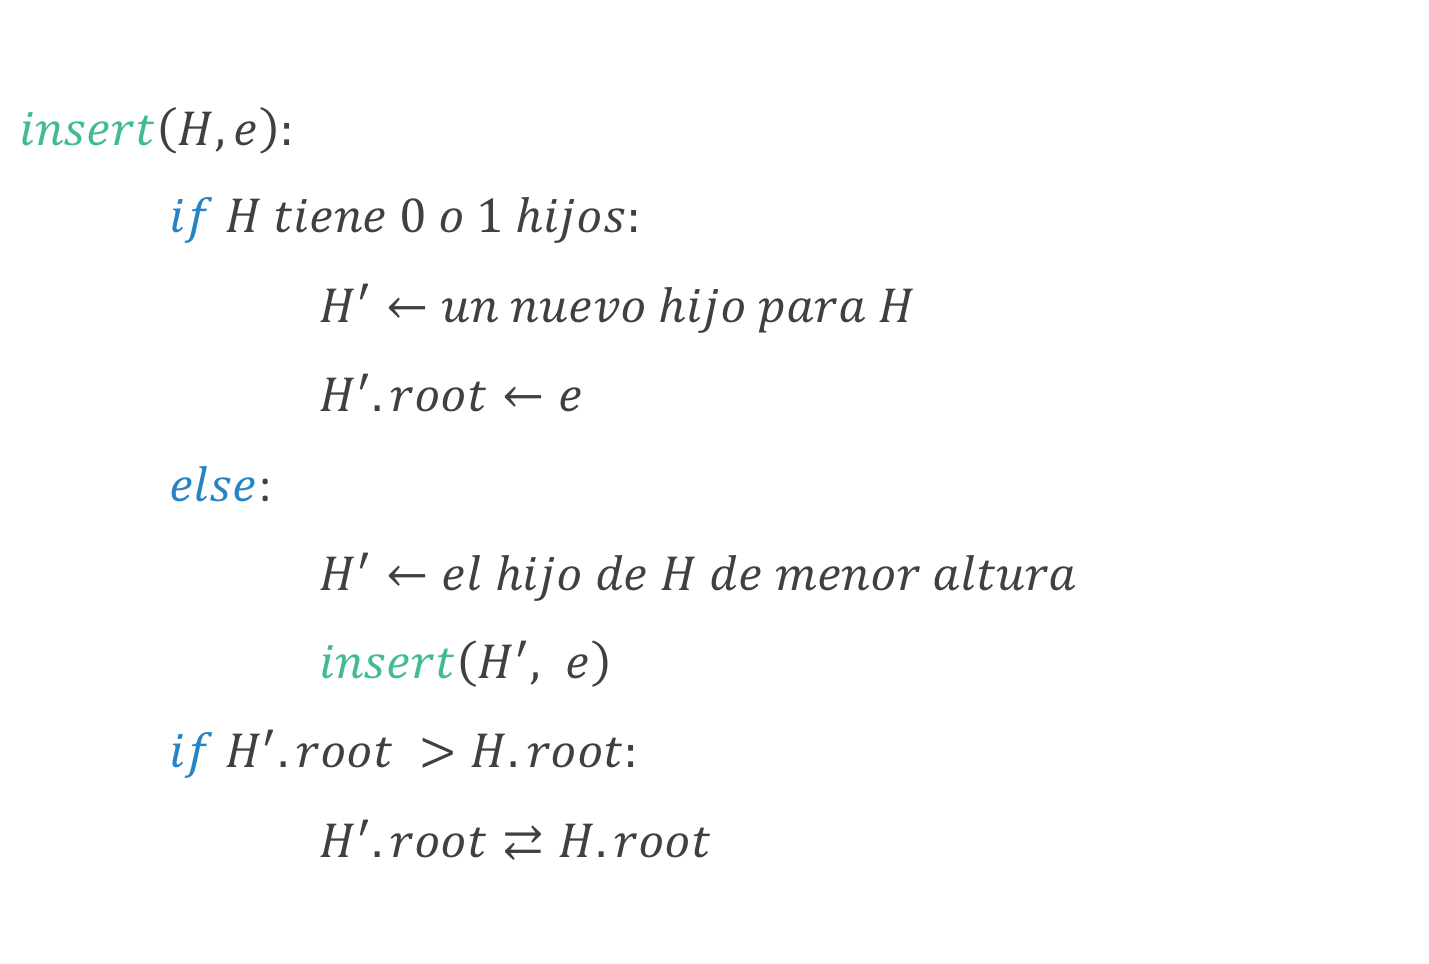 insert(H, e):
if H tiene 0 o 1 hijos:
H′ ← un nuevo hijo para H
H′.root ← e
else:
H′ ← el hijo de H de menor altura
insert(H′, e)
if H′.root > H.root:
H′.root ⇄ H.root